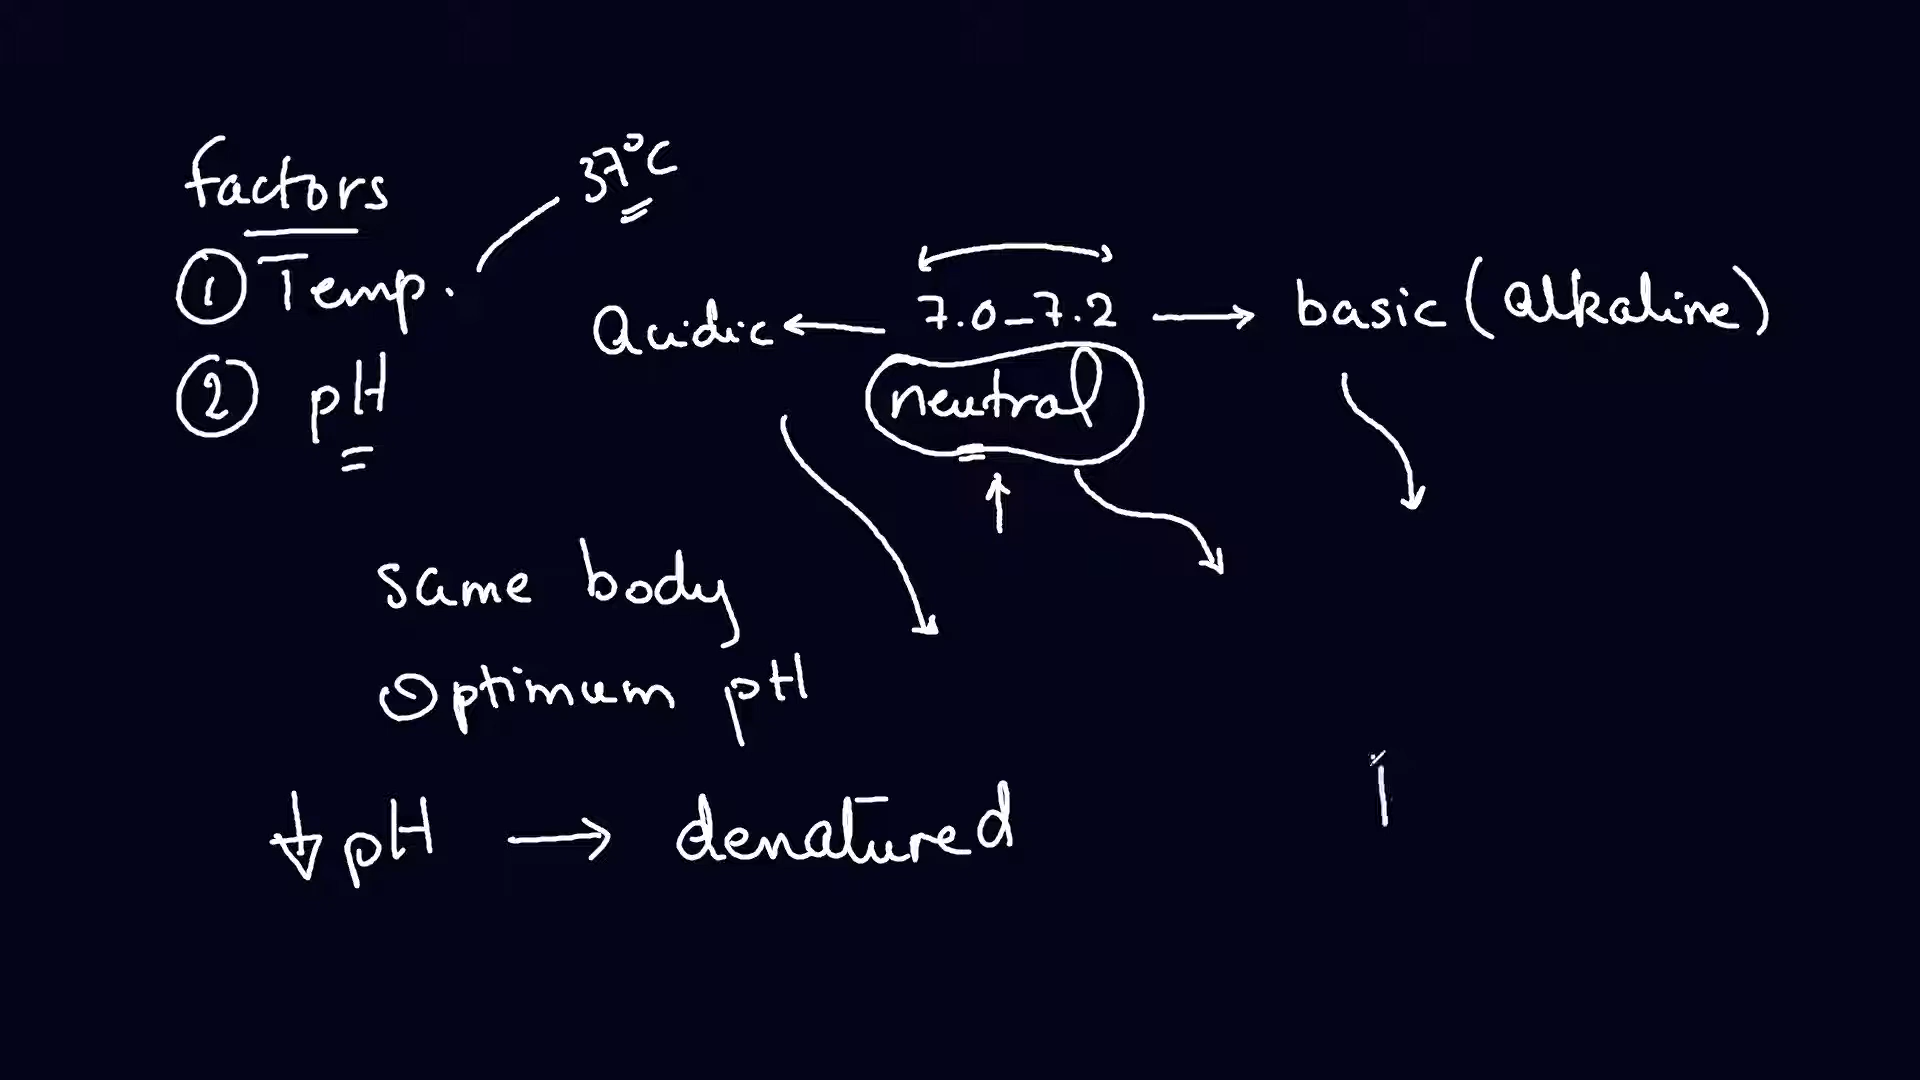 factors
① Temp. 37°C
Acidic ← 7.0-7.2 → basic (alkaline)
② pH
neutral
same body
Optimum pH
↓ pH → denatured